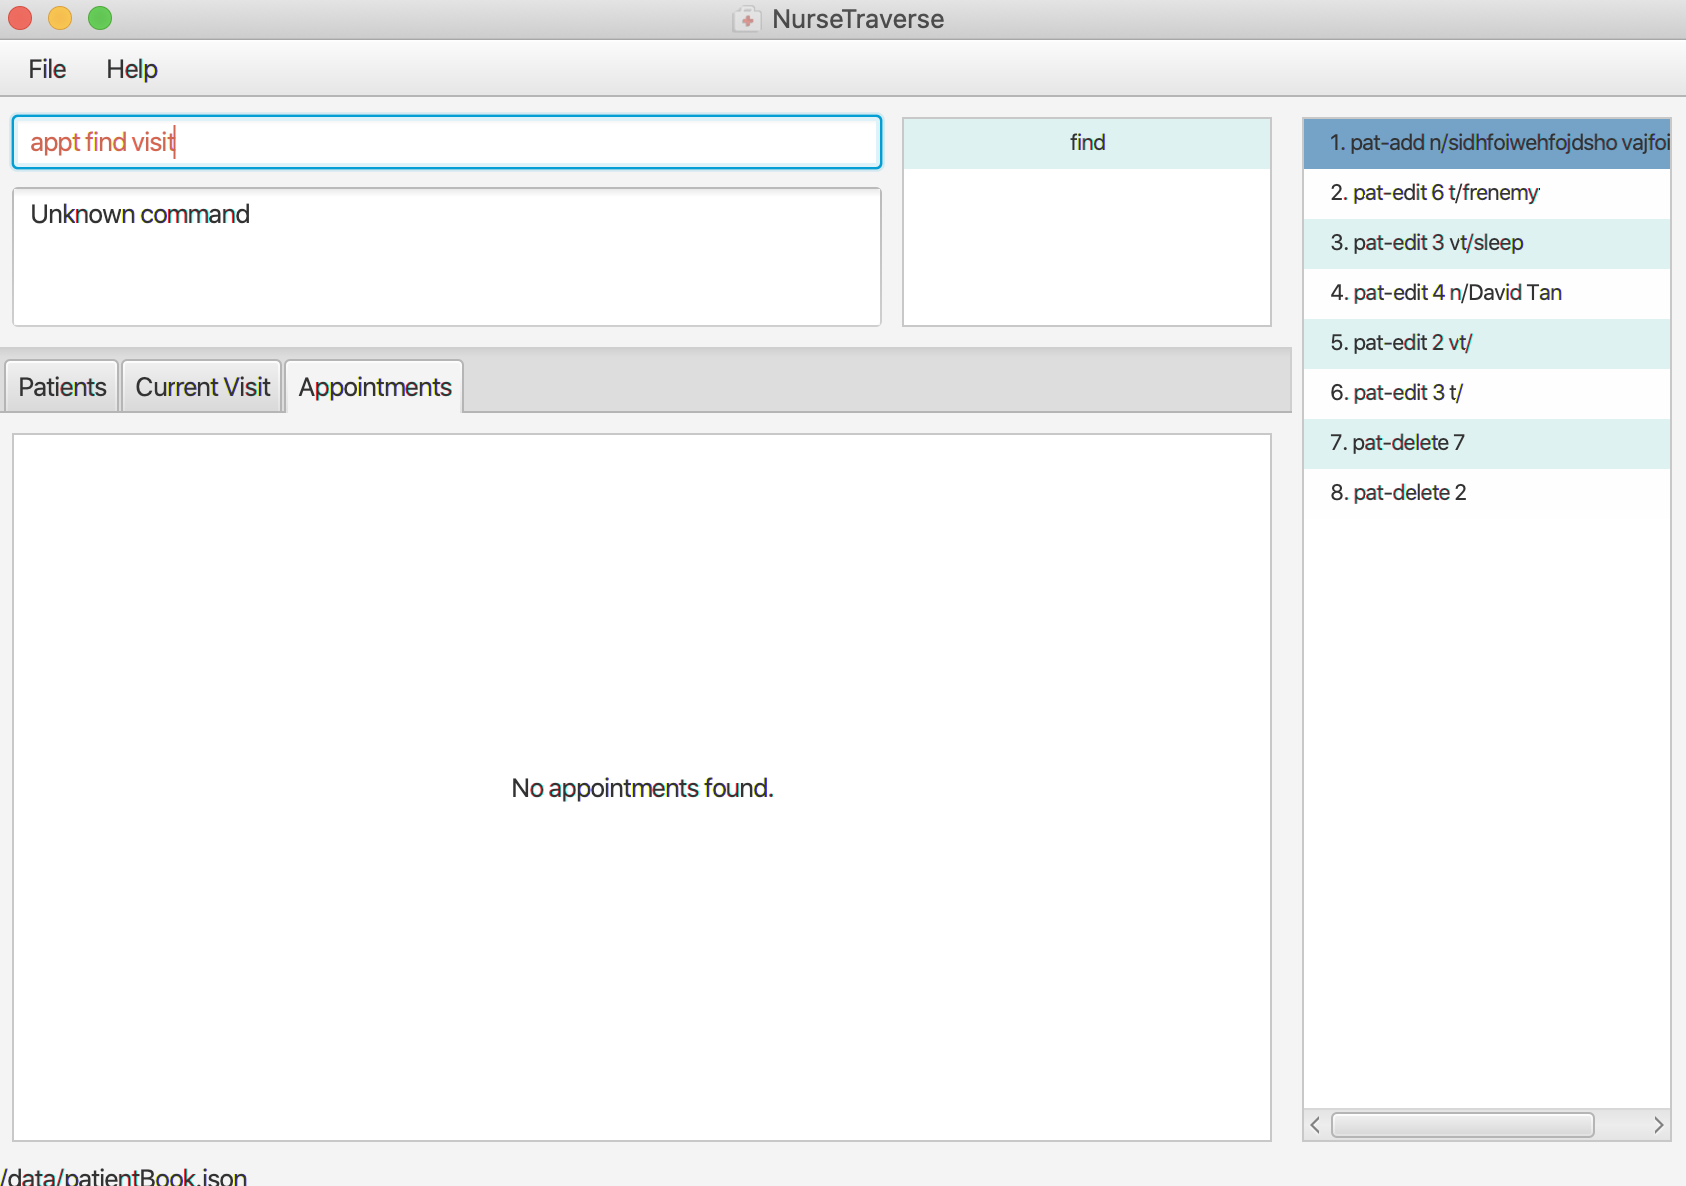 NurseTraverse
File Help
appt find visit
Unknown command
find
1. pat-add n/sidhfoiwehfojdsho vajfoi
2. pat-edit 6 t/frenemy
3. pat-edit 3 vt/sleep
4. pat-edit 4 n/David Tan
5. pat-edit 2 vt/
6. pat-edit 3 t/
7. pat-delete 7
8. pat-delete 2
Patients Current Visit Appointments
No appointments found.
/data/patientBook.json